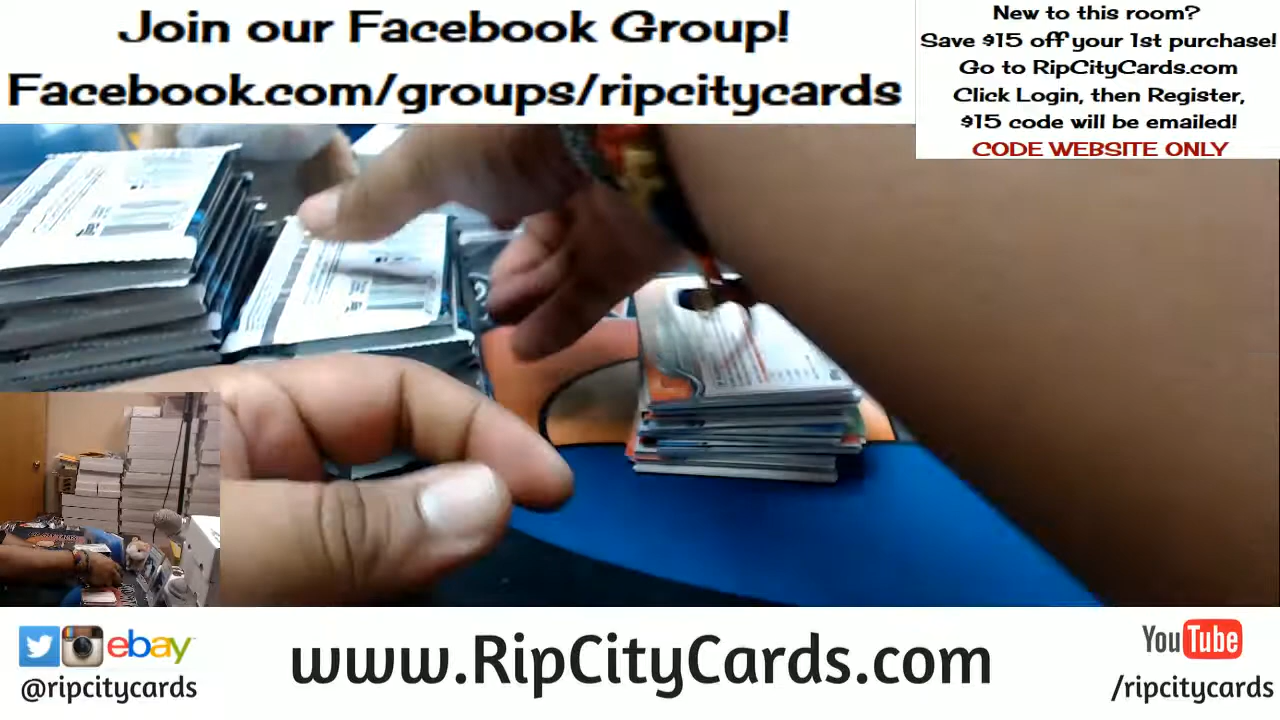 Join our Facebook Group!
Facebook.com/groups/ripcitycards
New to this room?
Save $15 off your 1st purchase!
Go to RipCityCards.com
Click Login, then Register,
$15 code will be emailed!
CODE WEBSITE ONLY
ebay
@ripcitycards
www.RipCityCards.com
YouTube
/ripcitycards